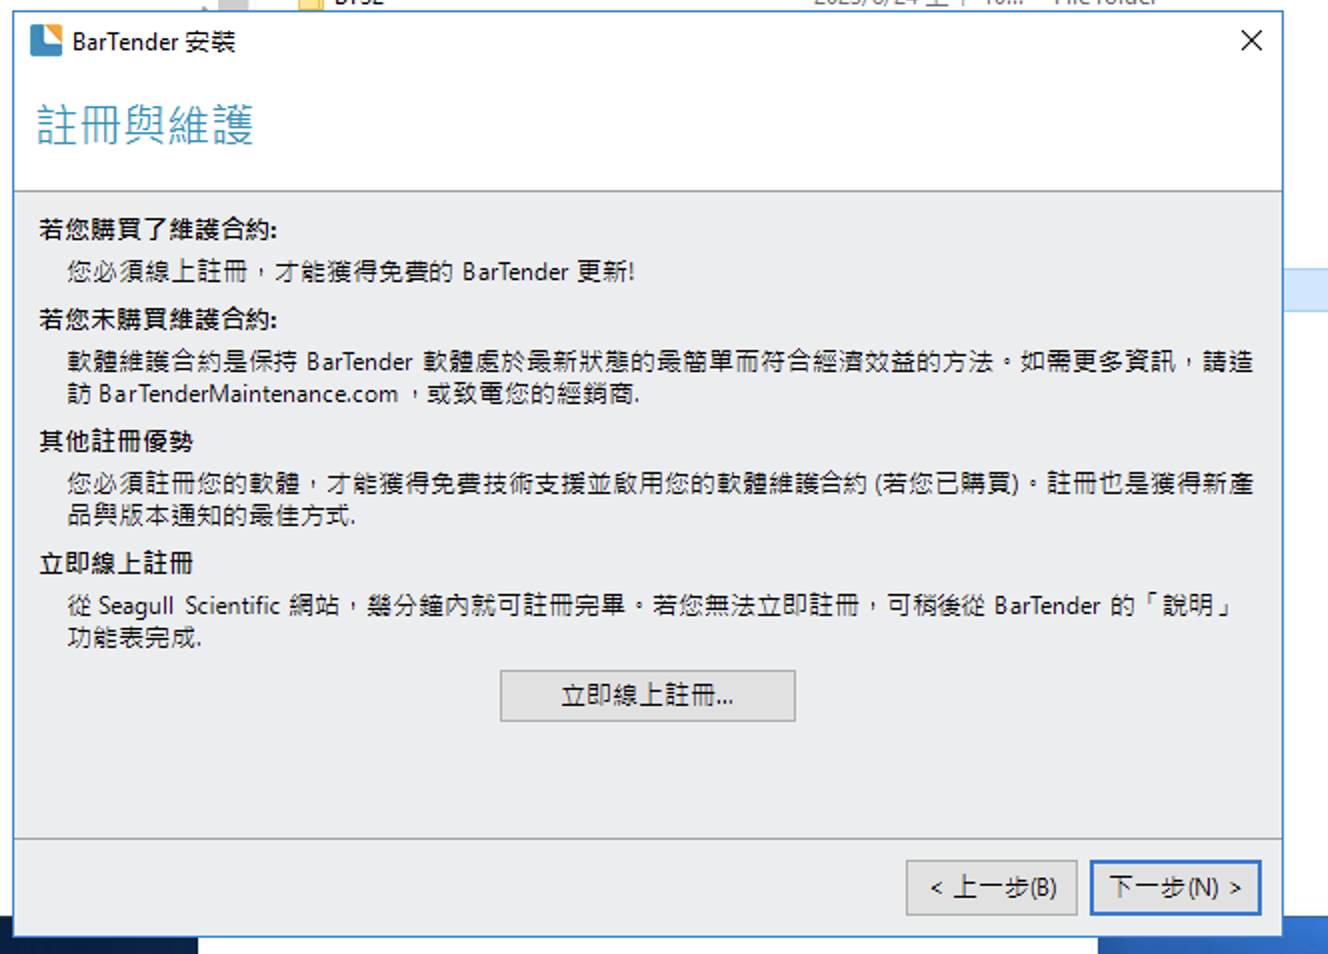 BarTender 安裝
註冊與維護
若您購買了維護合約:
您必須線上註冊，才能獲得免費的 BarTender 更新!
若您未購買維護合約:
軟體維護合約是保持 BarTender 軟體處於最新狀態的最簡單而符合經濟效益的方法。如需更多資訊，請造
訪 BarTenderMaintenance.com ，或致電您的經銷商.
其他註冊優勢
您必須註冊您的軟體，才能獲得免費技術支援並啟用您的軟體維護合約 (若您已購買)。註冊也是獲得新產
品與版本通知的最佳方式.
立即線上註冊
從 Seagull Scientific 網站，幾分鐘內就可註冊完畢。若您無法立即註冊，可稍後從 BarTender 的「說明」
功能表完成.
立即線上註冊...
< 上一步(B)
下一步(N) >